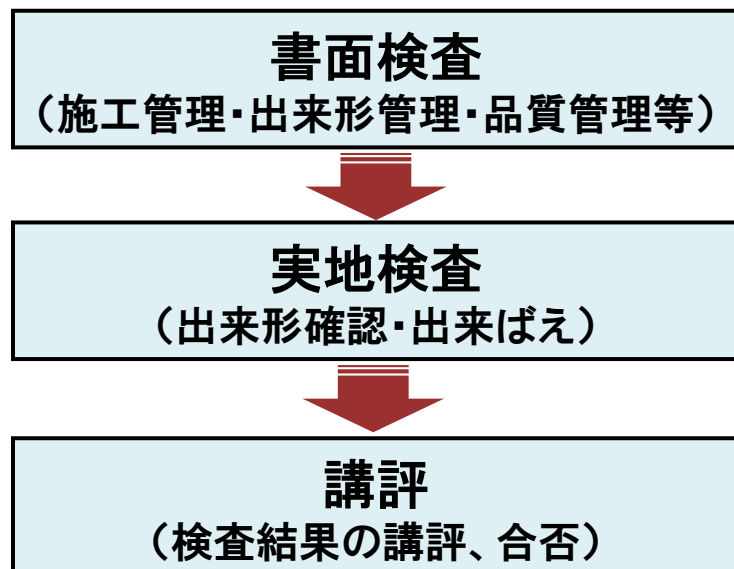 書面検査
（施工管理・出来形管理・品質管理等）
実地検査
（出来形確認・出来ばえ）
講評
（検査結果の講評、合否）